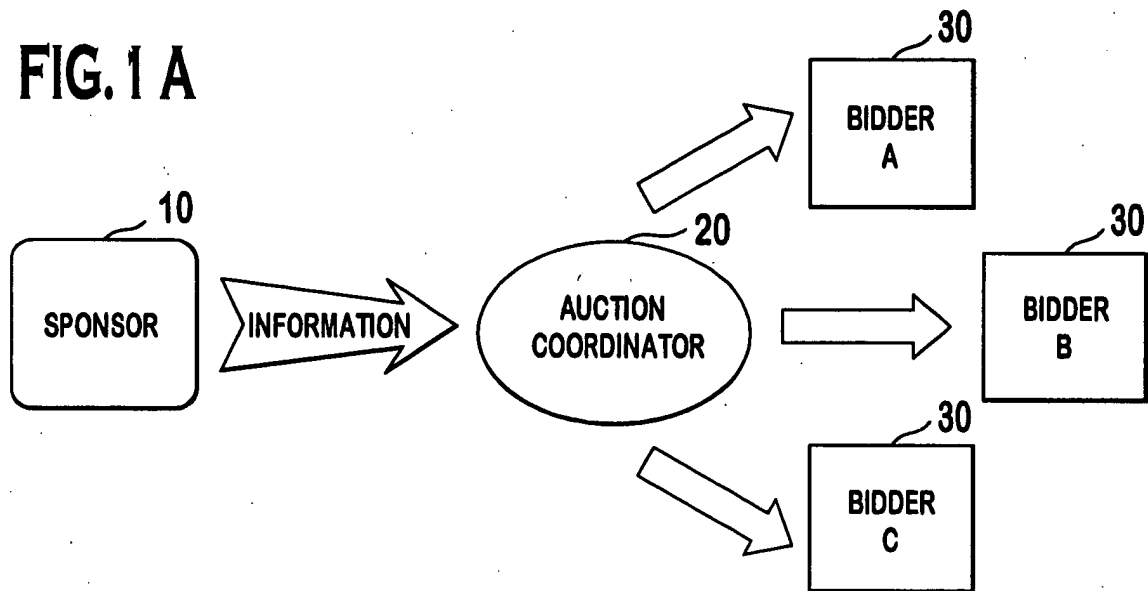 FIG. 1 A
10
SPONSOR
INFORMATION
20
AUCTION
COORDINATOR
30
BIDDER
A
30
BIDDER
B
30
BIDDER
C